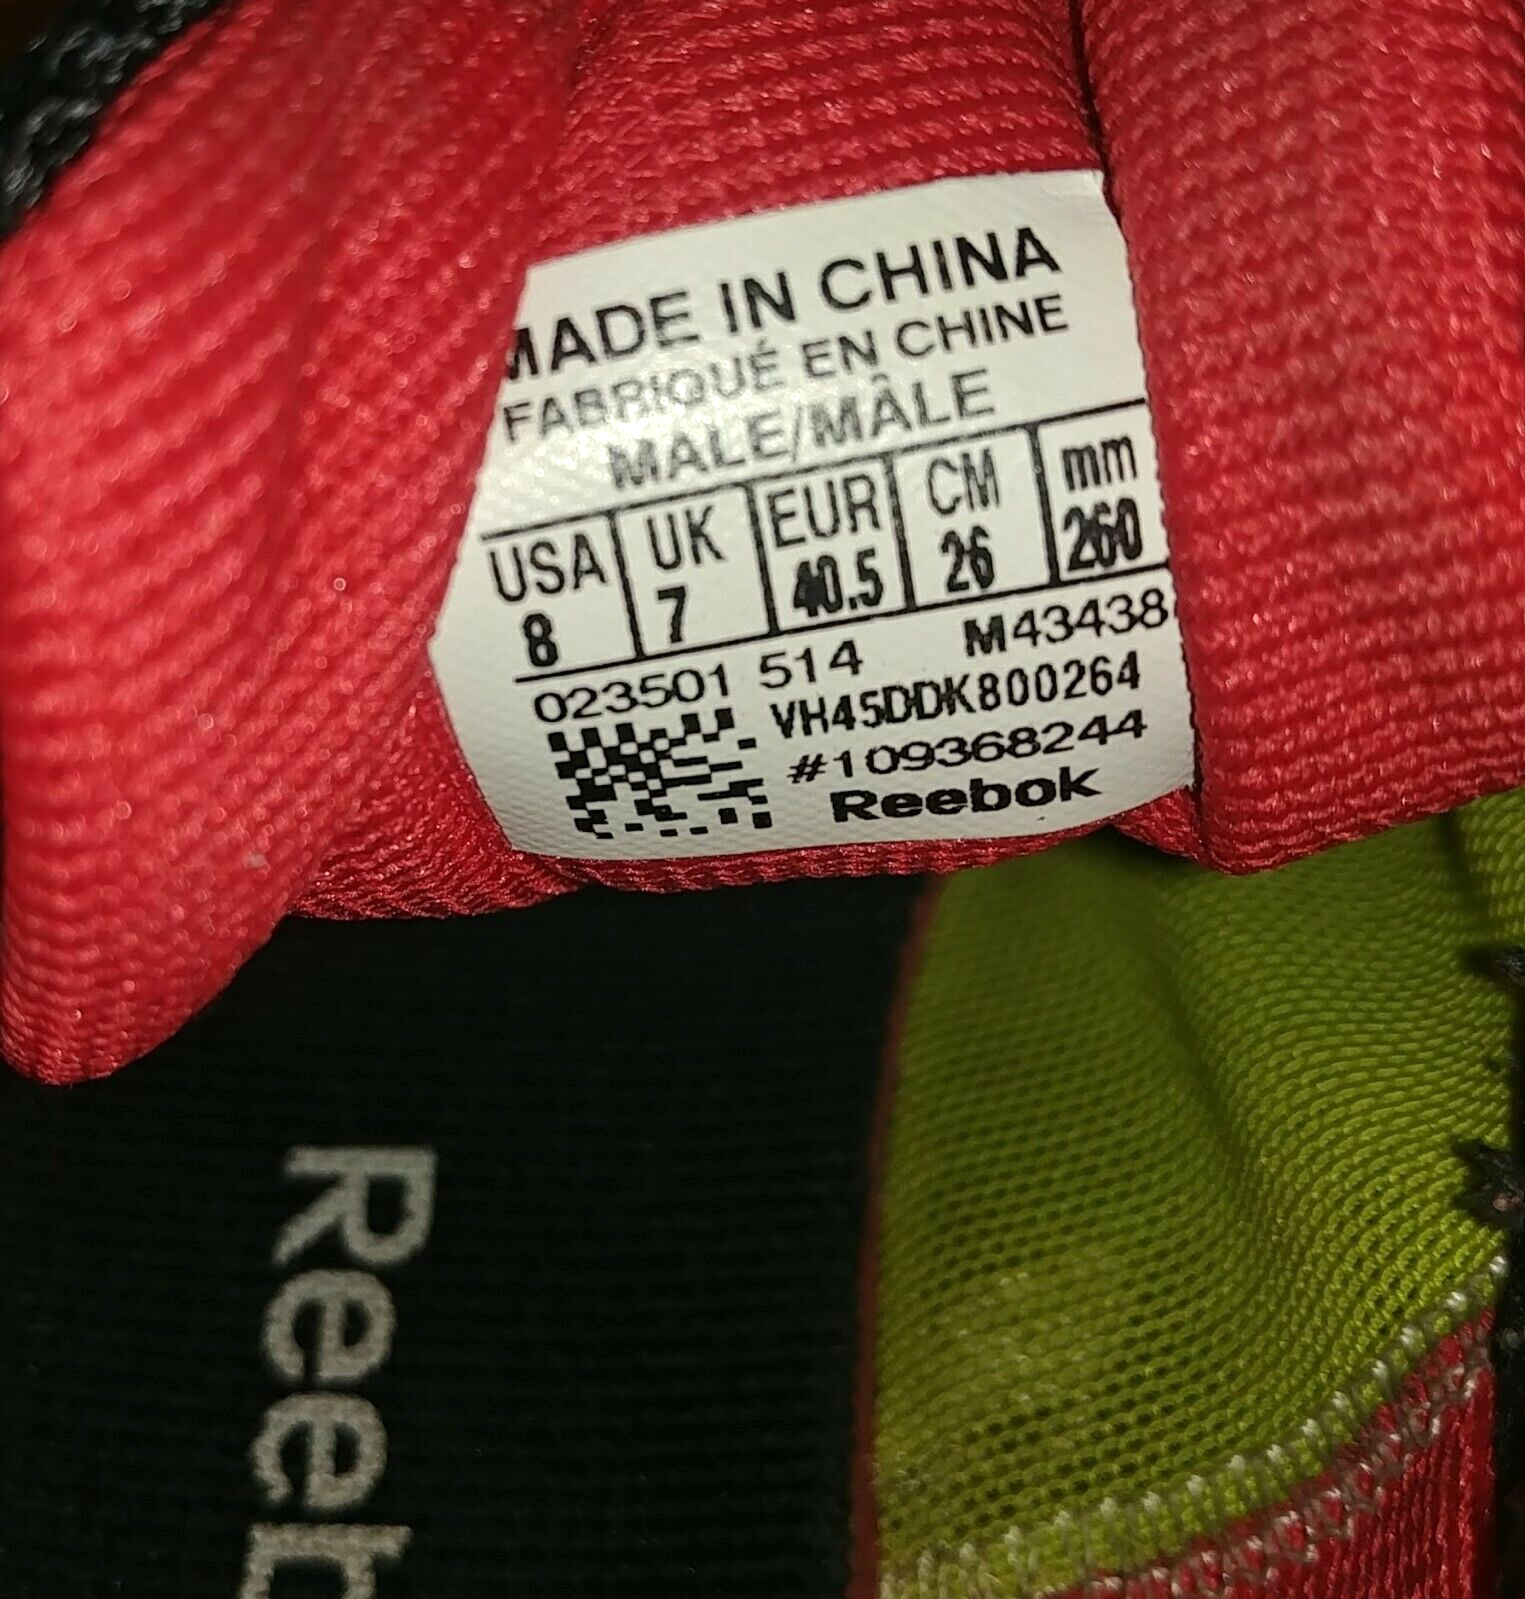 MADE IN CHINA
FABRIQUÉ EN CHINE
MALE/MÂLE
USA UK EUR CM mm
8 7 40.5 26 260
023501 514 M43438
VH45DDK800264
#109368244
Reebok
Reeb